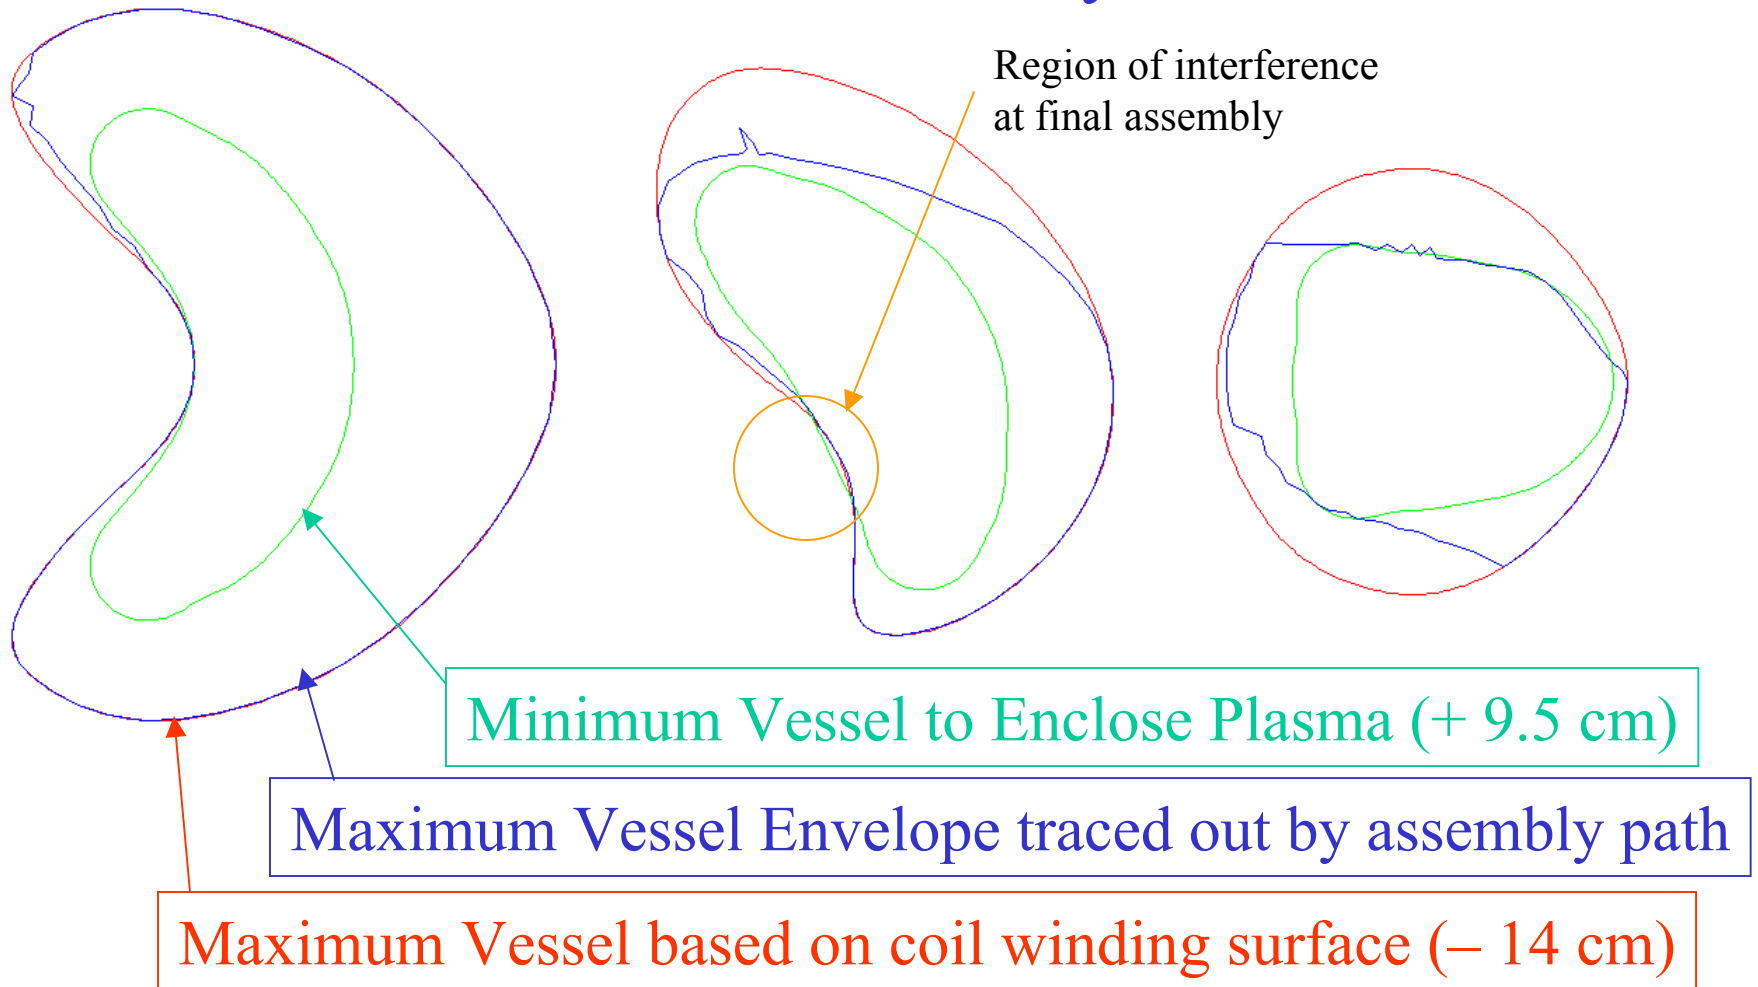 Region of interference
at final assembly
Minimum Vessel to Enclose Plasma (+ 9.5 cm)
Maximum Vessel Envelope traced out by assembly path
Maximum Vessel based on coil winding surface (– 14 cm)